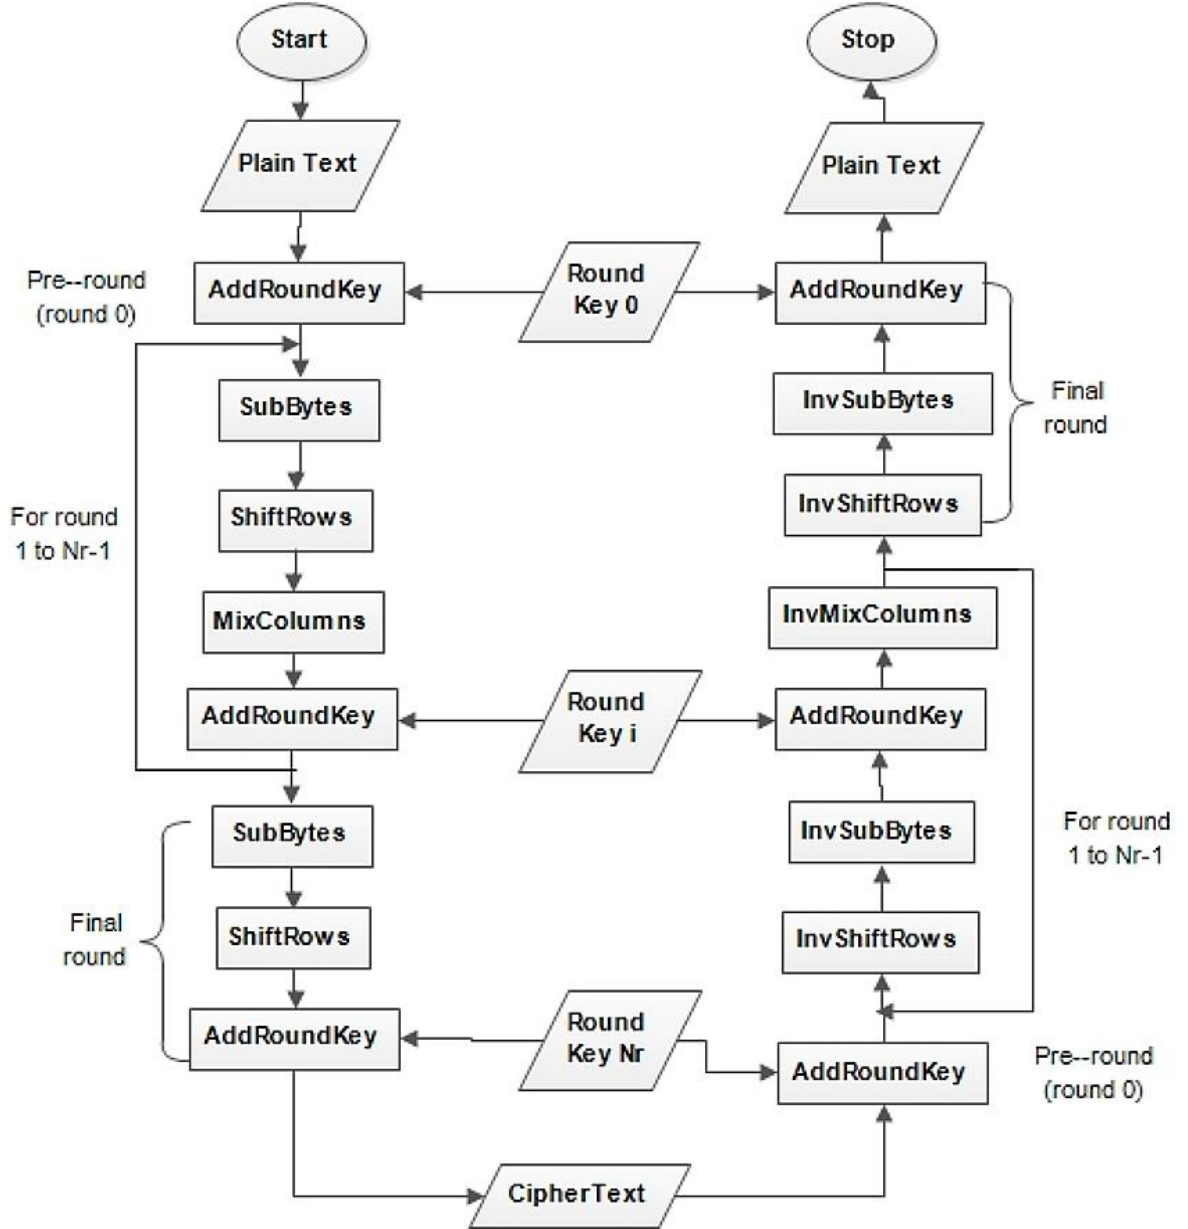 Start
Plain Text
Pre--round
(round 0)
AddRoundKey
SubBytes
ShiftRows
For round
1 to Nr-1
MixColumns
AddRoundKey
SubBytes
Final
round
ShiftRows
AddRoundKey
Round
Key 0
Round
Key i
Round
Key Nr
CipherText
Stop
Plain Text
AddRoundKey
InvSubBytes
Final
round
InvShiftRows
InvMixColumns
AddRoundKey
InvSubBytes
For round
1 to Nr-1
InvShiftRows
AddRoundKey
Pre--round
(round 0)